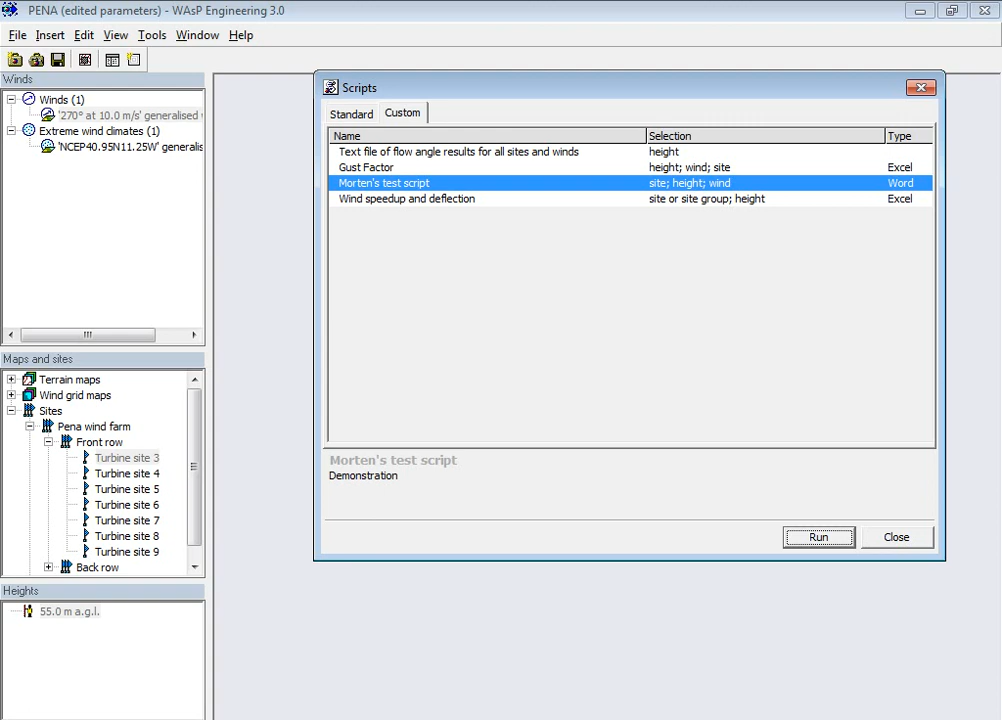 PENA (edited parameters) - WAsP Engineering 3.0
File Insert Edit View Tools Window Help
Winds
Winds (1)
'270° at 10.0 m/s' generalised
Extreme wind climates (1)
'NCEP40.95N11.25W' generalis
Maps and sites
Terrain maps
Wind grid maps
Sites
Pena wind farm
Front row
Turbine site 3
Turbine site 4
Turbine site 5
Turbine site 6
Turbine site 7
Turbine site 8
Turbine site 9
Back row
Heights
55.0 m a.g.l.
Scripts
Standard Custom
Name Selection Type
Text file of flow angle results for all sites and winds height
Gust Factor height; wind; site Excel
Morten's test script site; height; wind Word
Wind speedup and deflection site or site group; height Excel
Morten's test script
Demonstration
Run Close